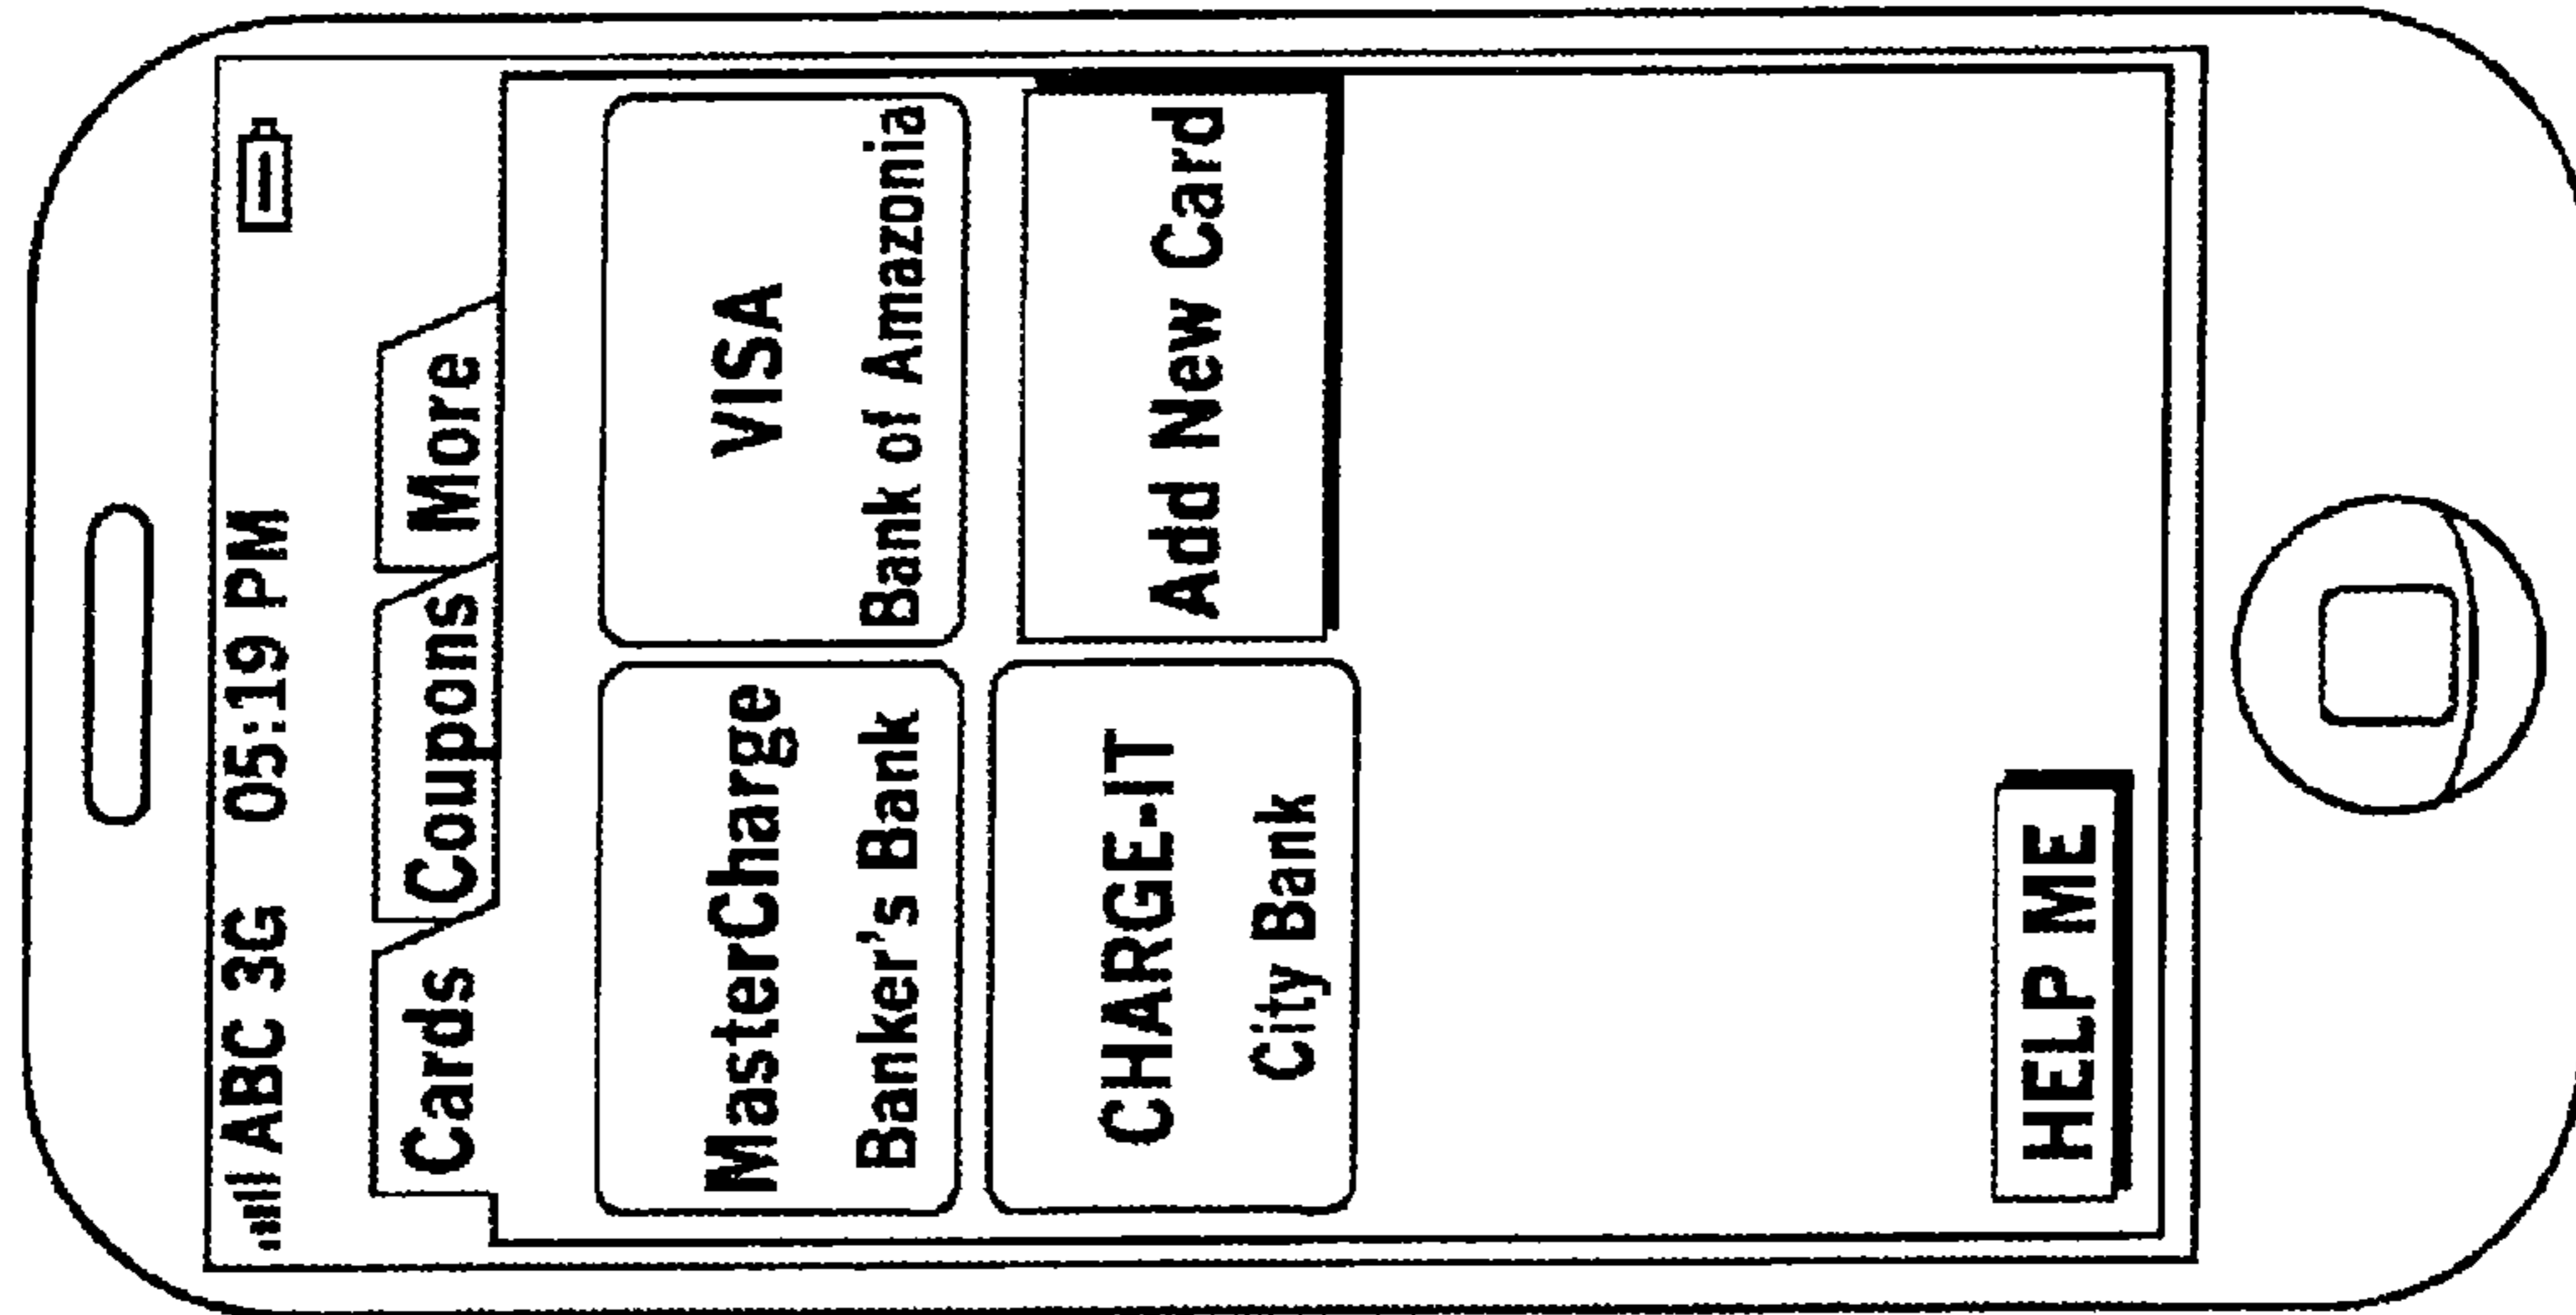 ABC 3G 05:19 PM
Cards Coupons More
MasterCharge
Banker's Bank
VISA
Bank of Amazonia
CHARGE-IT
City Bank
Add New Card
HELP ME